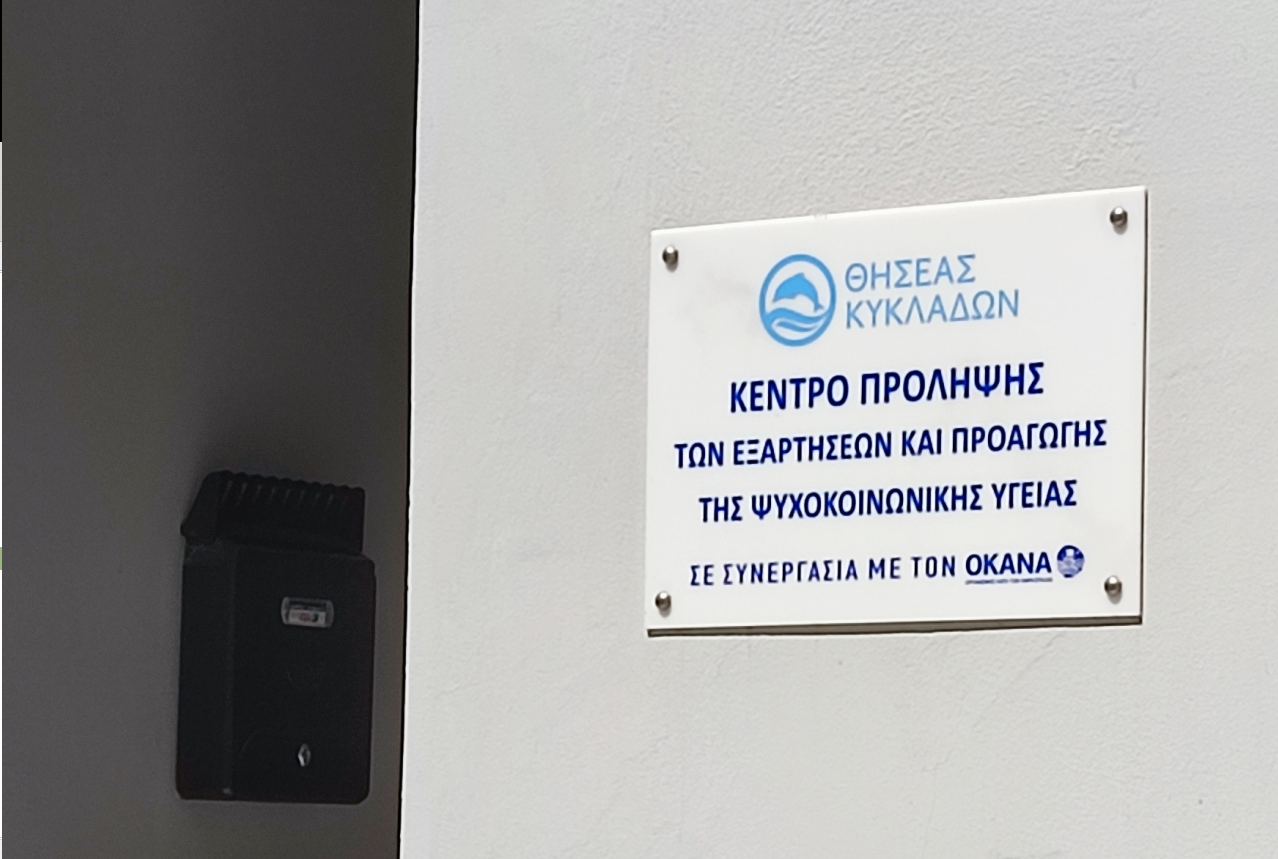 ΘΗΣΕΑΣ
ΚΥΚΛΑΔΩΝ
ΚΕΝΤΡΟ ΠΡΟΛΗΨΗΣ
ΤΩΝ ΕΞΑΡΤΗΣΕΩΝ ΚΑΙ ΠΡΟΑΓΩΓΗΣ
ΤΗΣ ΨΥΧΟΚΟΙΝΩΝΙΚΗΣ ΥΓΕΙΑΣ
ΣΕ ΣΥΝΕΡΓΑΣΙΑ ΜΕ ΤΟΝ ΟΚΑΝΑ